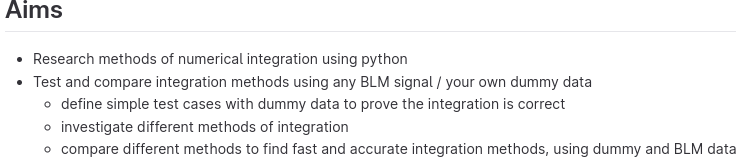 Aims
Research methods of numerical integration using python
Test and compare integration methods using any BLM signal / your own dummy data
define simple test cases with dummy data to prove the integration is correct
investigate different methods of integration
compare different methods to find fast and accurate integration methods, using dummy and BLM data